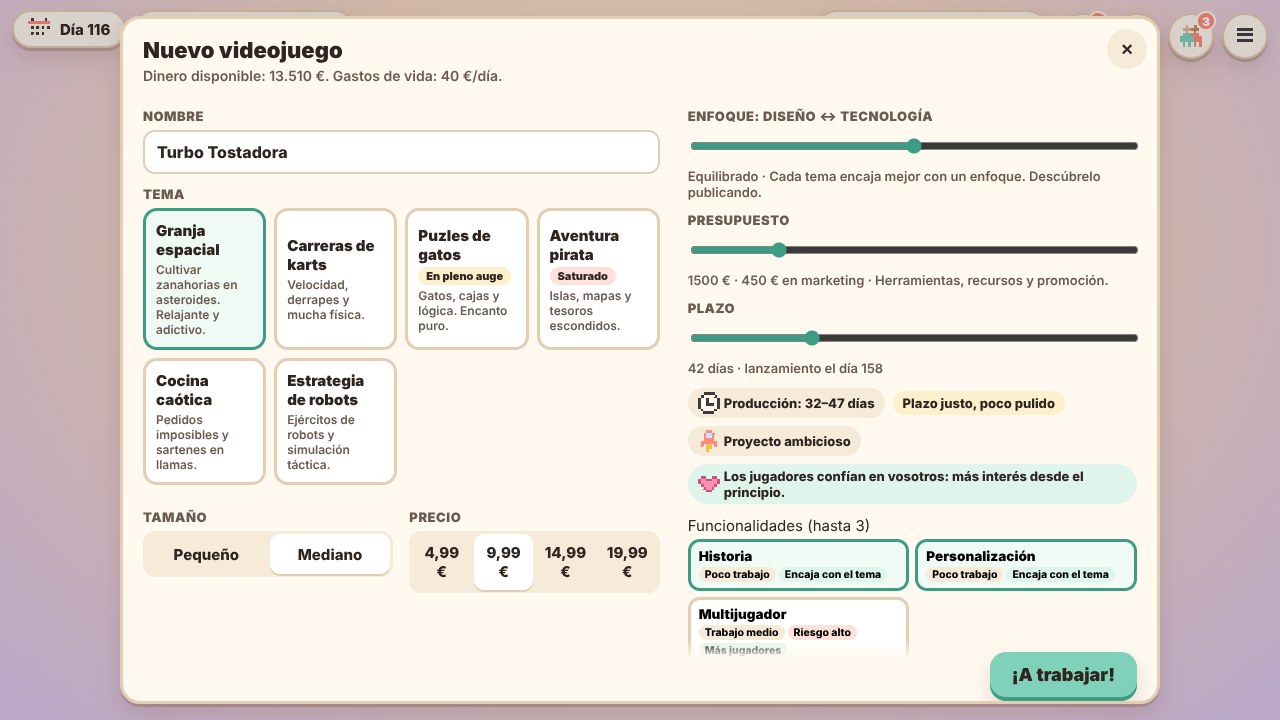 Día 116
3
Nuevo videojuego
Dinero disponible: 13.510 €. Gastos de vida: 40 €/día.
×
NOMBRE
Turbo Tostadora
TEMA
Granja
espacial
Cultivar
zanahorias en
asteroides.
Relajante y
adictivo.
Carreras de
karts
Velocidad,
derrapes y
mucha física.
Puzles de
gatos
En pleno auge
Gatos, cajas y
lógica. Encanto
puro.
Aventura
pirata
Saturado
Islas, mapas y
tesoros
escondidos.
Cocina
caótica
Pedidos
imposibles y
sartenes en
llamas.
Estrategia
de robots
Ejércitos de
robots y
simulación
táctica.
TAMAÑO
Pequeño
Mediano
PRECIO
4,99
€
9,99
€
14,99
€
19,99
€
ENFOQUE: DISEÑO ↔ TECNOLOGÍA
Equilibrado · Cada tema encaja mejor con un enfoque. Descúbrelo
publicando.
PRESUPUESTO
1500 € · 450 € en marketing · Herramientas, recursos y promoción.
PLAZO
42 días · lanzamiento el día 158
Producción: 32–47 días
Plazo justo, poco pulido
Proyecto ambicioso
Los jugadores confían en vosotros: más interés desde el
principio.
Funcionalidades (hasta 3)
Historia
Poco trabajo
Encaja con el tema
Personalización
Poco trabajo
Encaja con el tema
Multijugador
Trabajo medio
Riesgo alto
Más jugadores
¡A trabajar!